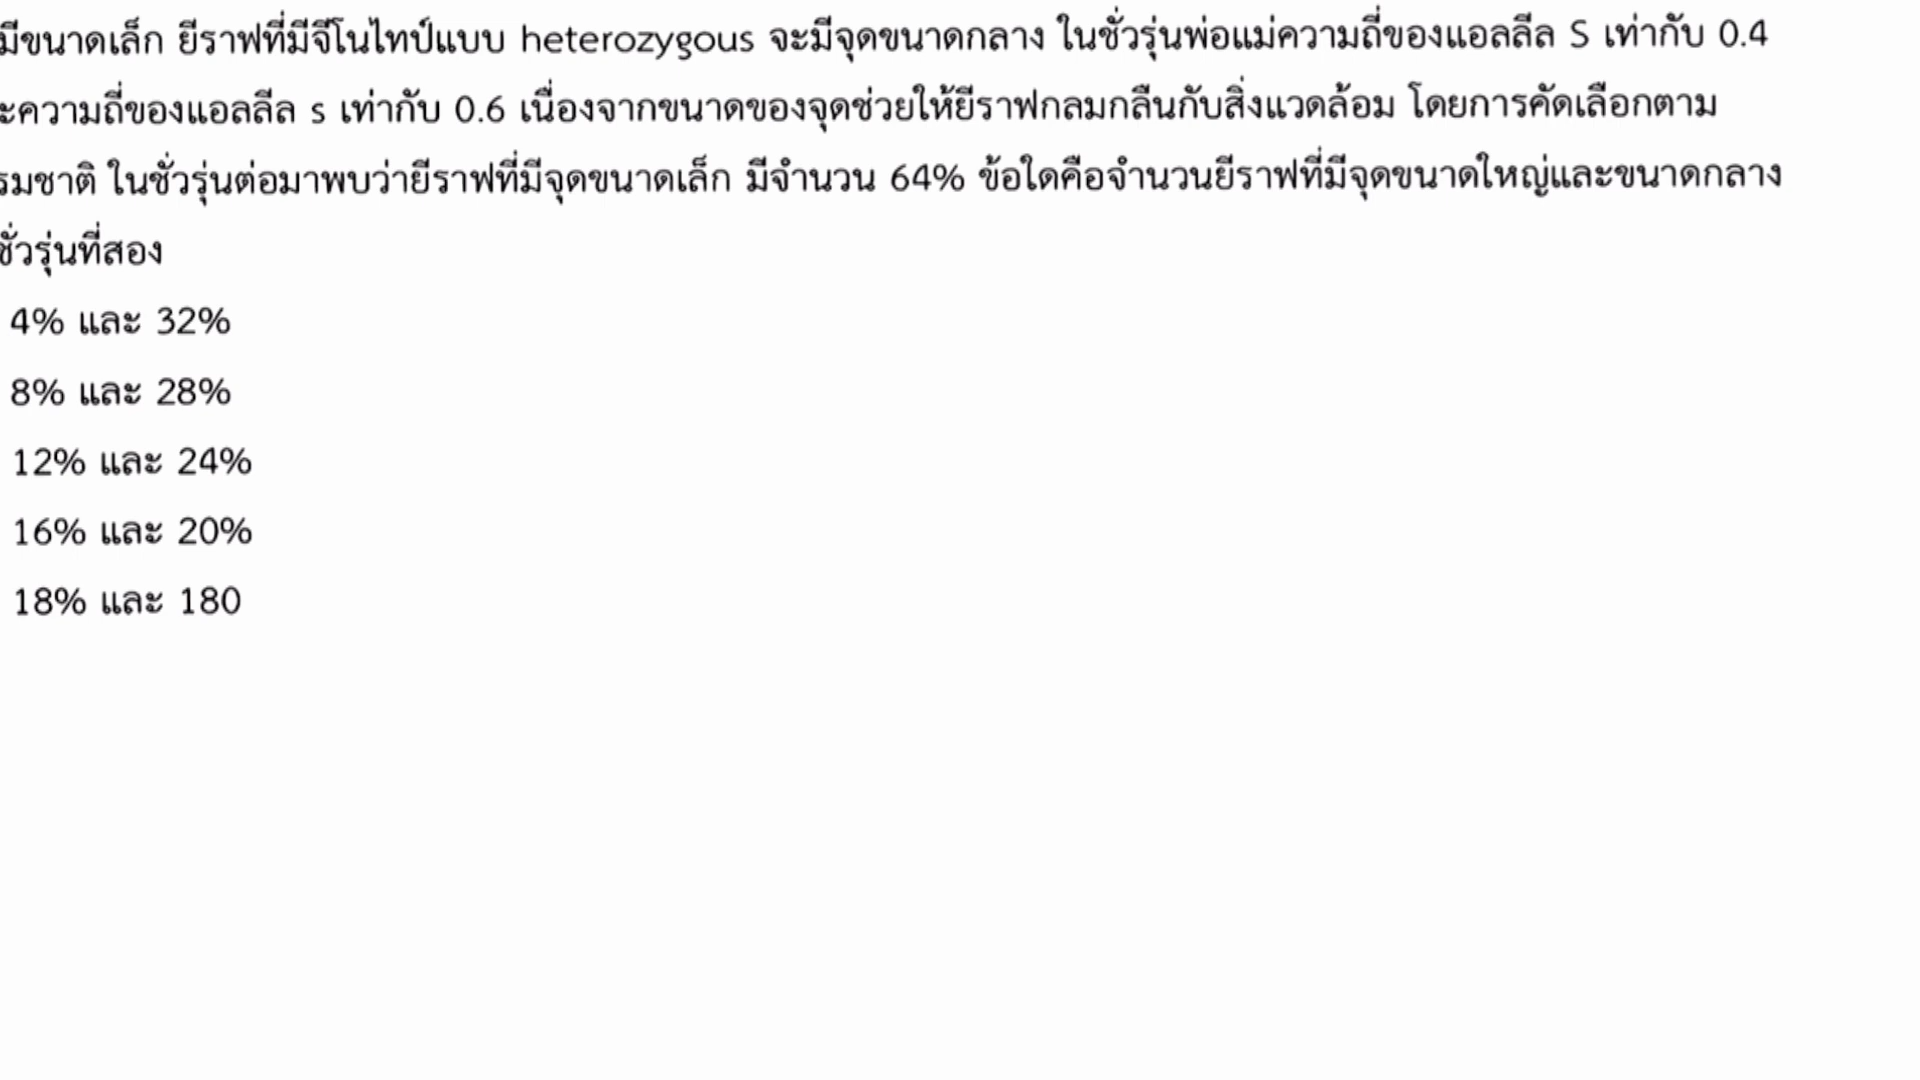 มีขนาดเล็ก ยีราฟที่มีจีโนไทป์แบบ heterozygous จะมีจุดขนาดกลาง ในชั่วรุ่นพ่อแม่ความถี่ของแอลลีล S เท่ากับ 0.4
ะความถี่ของแอลลีล s เท่ากับ 0.6 เนื่องจากขนาดของจุดช่วยให้ยีราฟกลมกลืนกับสิ่งแวดล้อม โดยการคัดเลือกตาม
รมชาติ ในชั่วรุ่นต่อมาพบว่ายีราฟที่มีจุดขนาดเล็ก มีจำนวน 64% ข้อใดคือจำนวนยีราฟที่มีจุดขนาดใหญ่และขนาดกลาง
ชั่วรุ่นที่สอง
4% และ 32%
8% และ 28%
12% และ 24%
16% และ 20%
18% และ 180